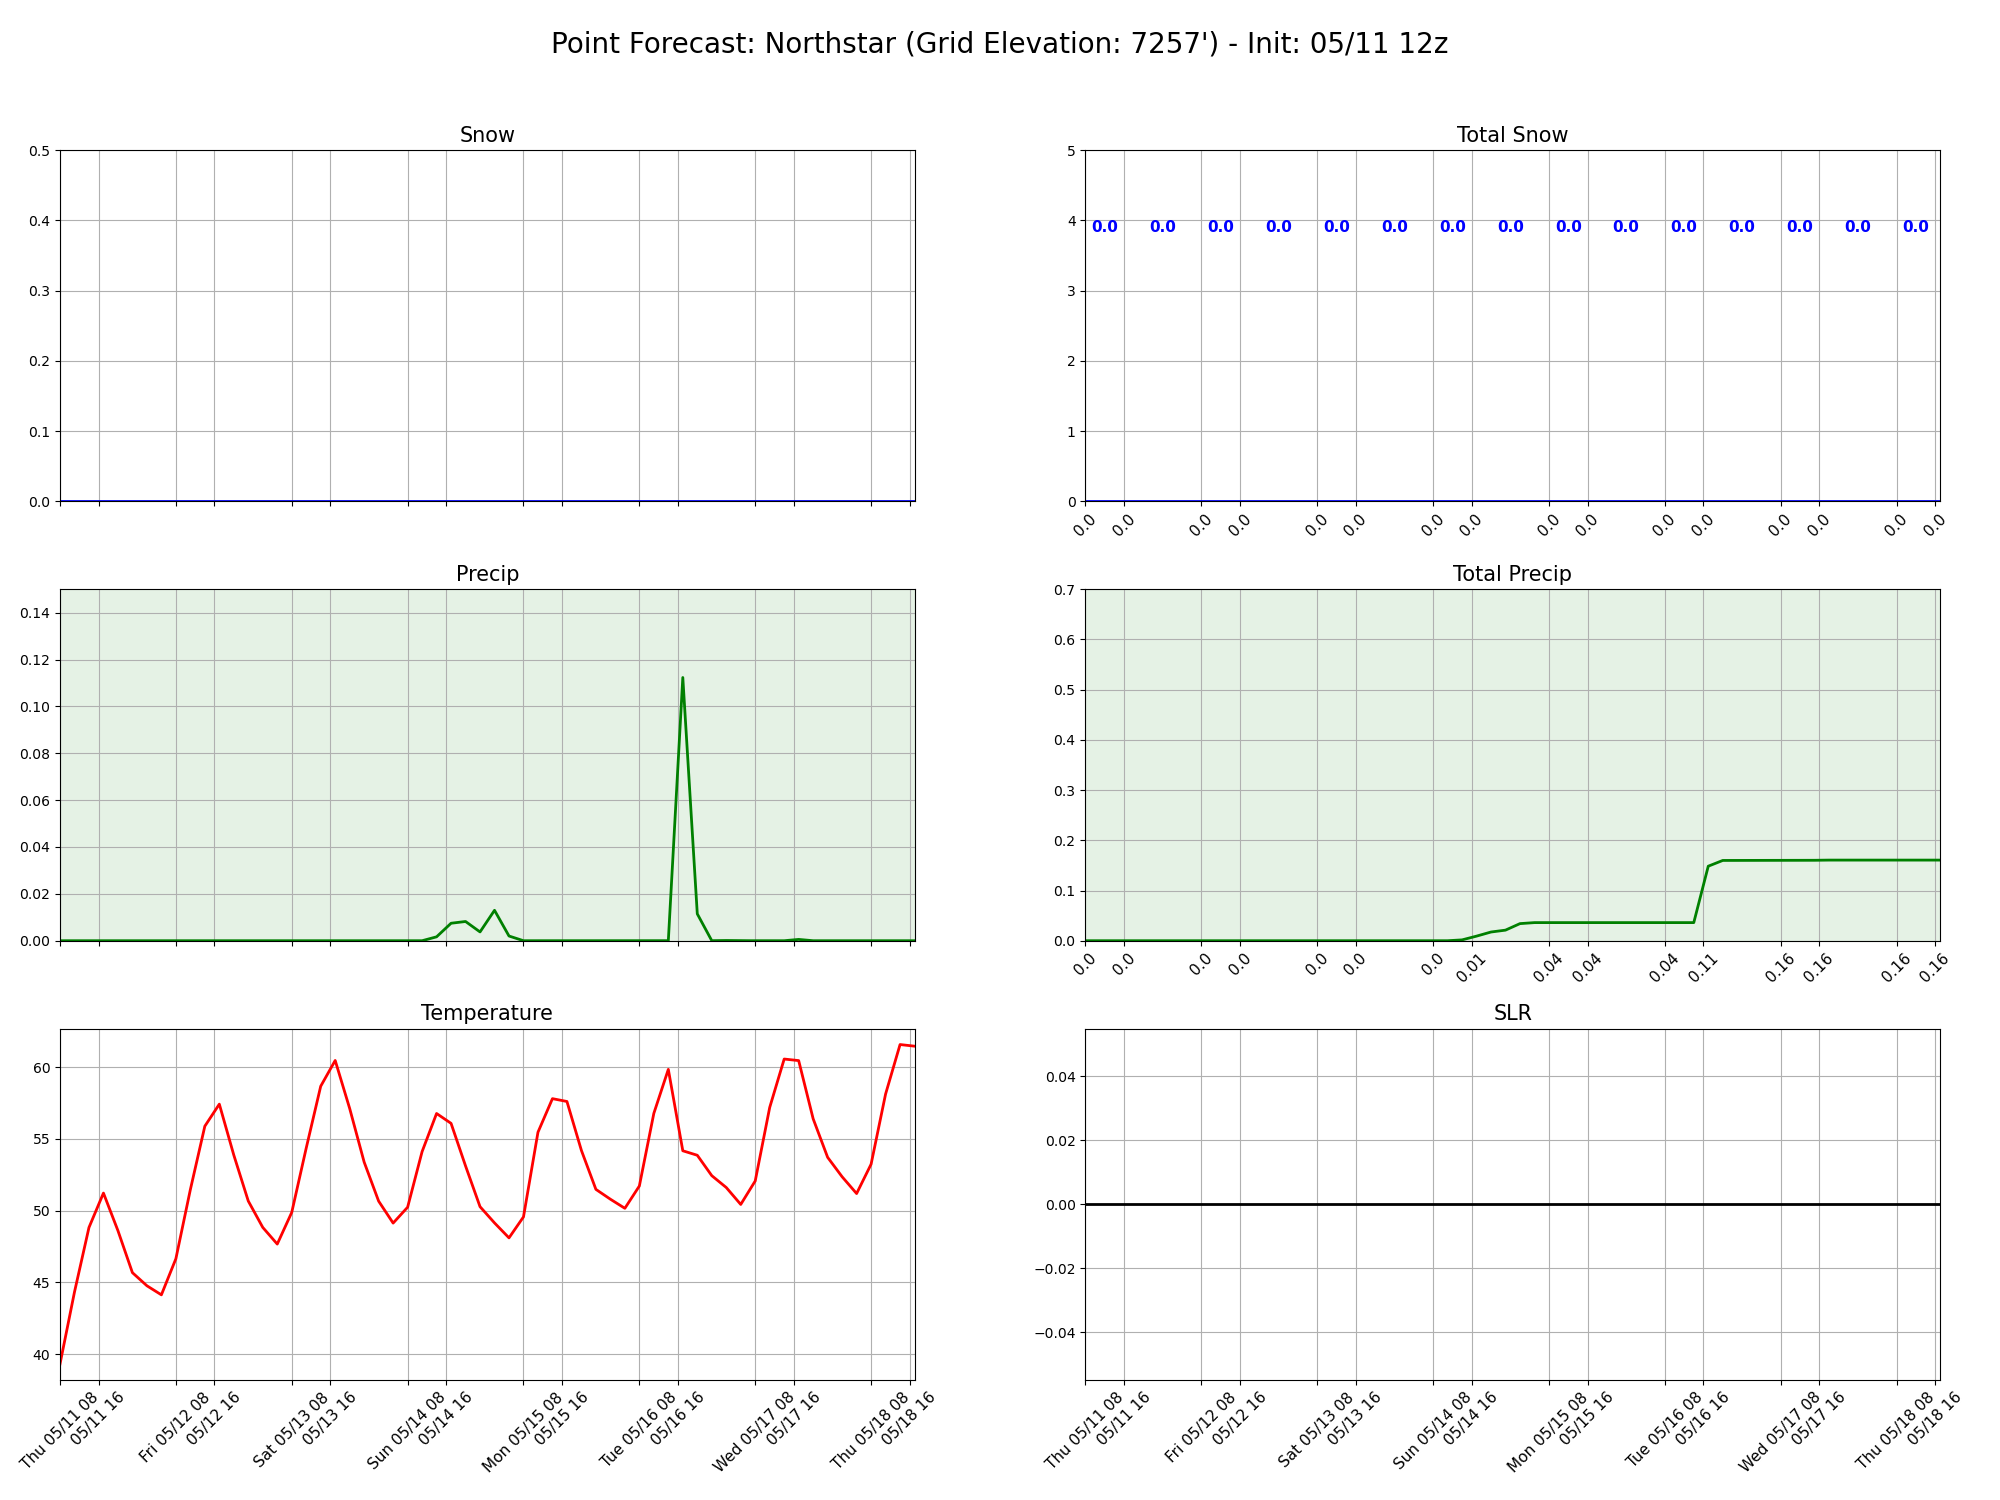 Point Forecast: Northstar (Grid Elevation: 7257') - Init: 05/11 12z
Snow
0.5
0.4
0.3
0.2
0.1
0.0
Total Snow
5
4
3
2
1
0
0.0 0.0 0.0 0.0 0.0 0.0 0.0 0.0 0.0 0.0 0.0 0.0 0.0 0.0 0.0
0.0 0.0 0.0 0.0 0.0 0.0 0.0 0.0 0.0 0.0 0.0 0.0 0.0 0.0 0.0 0.0
Precip
0.14
0.12
0.10
0.08
0.06
0.04
0.02
0.00
Total Precip
0.7
0.6
0.5
0.4
0.3
0.2
0.1
0.0
0.0 0.0 0.0 0.0 0.0 0.0 0.0 0.01 0.04 0.04 0.04 0.11 0.16 0.16 0.16 0.16
Temperature
60
55
50
45
40
Thu 05/11 08
05/11 16
Fri 05/12 08
05/12 16
Sat 05/13 08
05/13 16
Sun 05/14 08
05/14 16
Mon 05/15 08
05/15 16
Tue 05/16 08
05/16 16
Wed 05/17 08
05/17 16
Thu 05/18 08
05/18 16
SLR
0.04
0.02
0.00
−0.02
−0.04
Thu 05/11 08
05/11 16
Fri 05/12 08
05/12 16
Sat 05/13 08
05/13 16
Sun 05/14 08
05/14 16
Mon 05/15 08
05/15 16
Tue 05/16 08
05/16 16
Wed 05/17 08
05/17 16
Thu 05/18 08
05/18 16